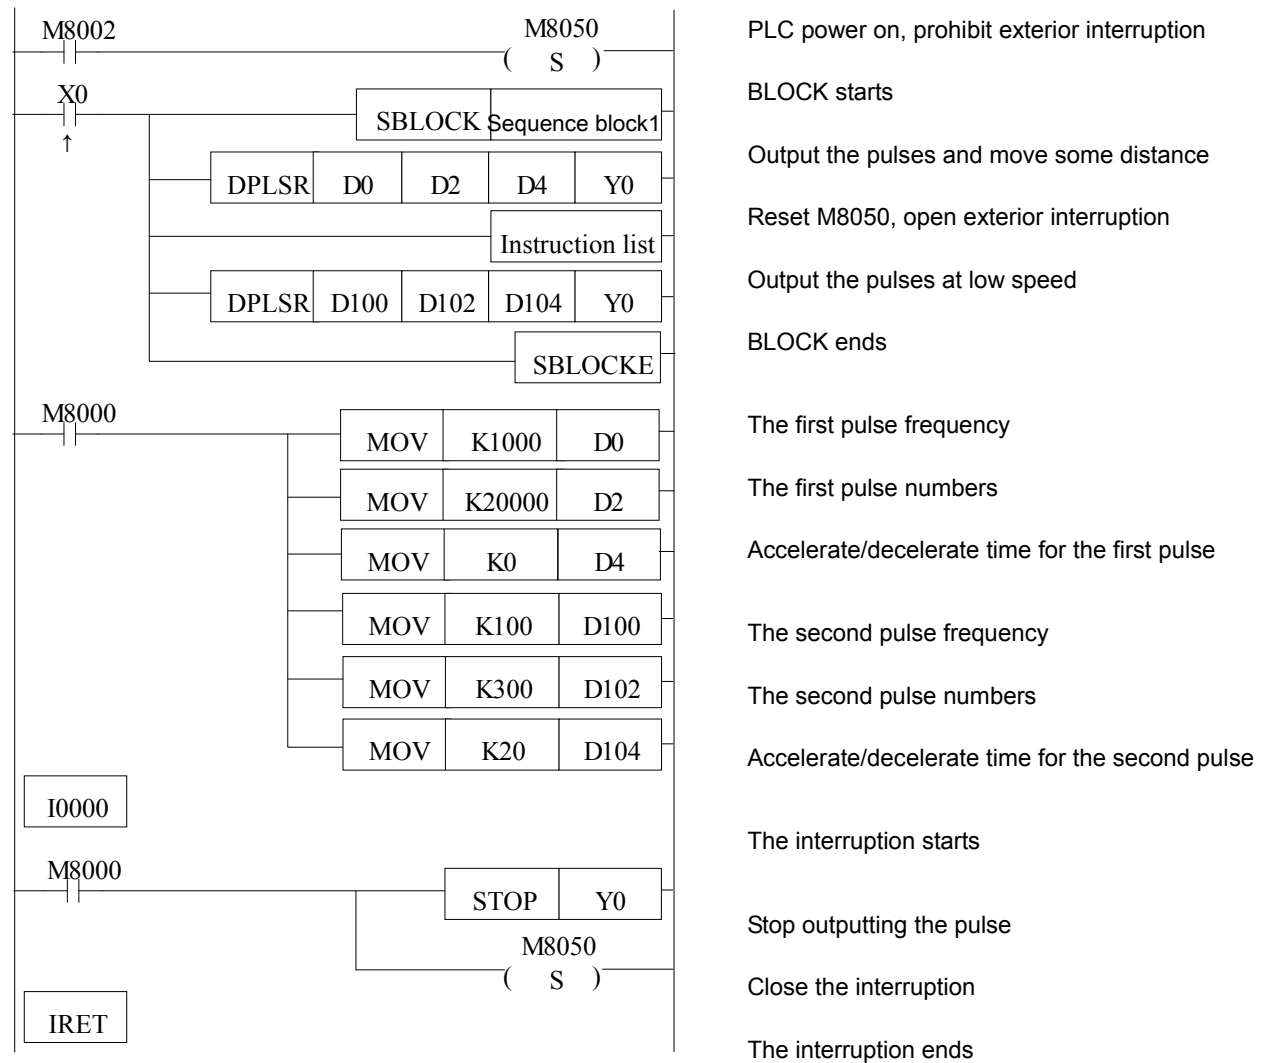 M8002 M8050 PLC power on, prohibit exterior interruption
( S )
X0 BLOCK starts
SBLOCK Sequence block1
↑
Output the pulses and move some distance
DPLSR D0 D2 D4 Y0
Reset M8050, open exterior interruption
Instruction list
Output the pulses at low speed
DPLSR D100 D102 D104 Y0
BLOCK ends
SBLOCKE
M8000
The first pulse frequency
MOV K1000 D0
The first pulse numbers
MOV K20000 D2
Accelerate/decelerate time for the first pulse
MOV K0 D4
MOV K100 D100
The second pulse frequency
MOV K300 D102
The second pulse numbers
MOV K20 D104
Accelerate/decelerate time for the second pulse
I0000
The interruption starts
M8000
STOP Y0
Stop outputting the pulse
M8050
( S )
Close the interruption
IRET
The interruption ends